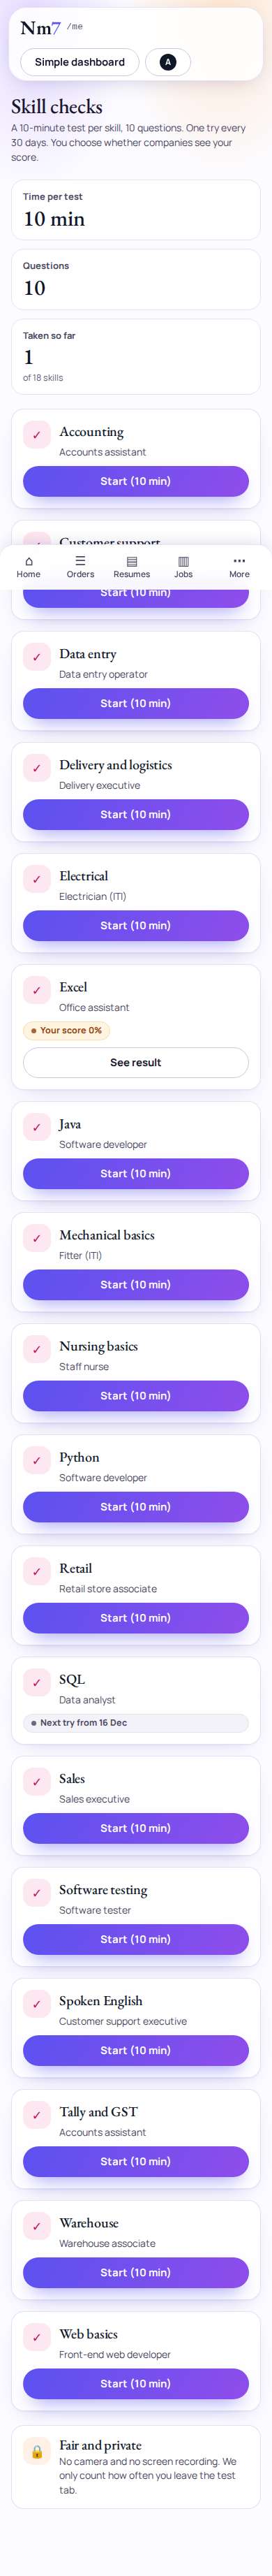 Nm7 /me
Simple dashboard
A
Skill checks
A 10-minute test per skill, 10 questions. One try every
30 days. You choose whether companies see your
score.
Time per test
10 min
Questions
10
Taken so far
1
of 18 skills
Accounting
Accounts assistant
Start (10 min)
Customer support
Home
Orders
Resumes
Jobs
More
Start (10 min)
Data entry
Data entry operator
Start (10 min)
Delivery and logistics
Delivery executive
Start (10 min)
Electrical
Electrician (ITI)
Start (10 min)
Excel
Office assistant
Your score 0%
See result
Java
Software developer
Start (10 min)
Mechanical basics
Fitter (ITI)
Start (10 min)
Nursing basics
Staff nurse
Start (10 min)
Python
Software developer
Start (10 min)
Retail
Retail store associate
Start (10 min)
SQL
Data analyst
Next try from 16 Dec
Sales
Sales executive
Start (10 min)
Software testing
Software tester
Start (10 min)
Spoken English
Customer support executive
Start (10 min)
Tally and GST
Accounts assistant
Start (10 min)
Warehouse
Warehouse associate
Start (10 min)
Web basics
Front-end web developer
Start (10 min)
Fair and private
No camera and no screen recording. We
only count how often you leave the test
tab.